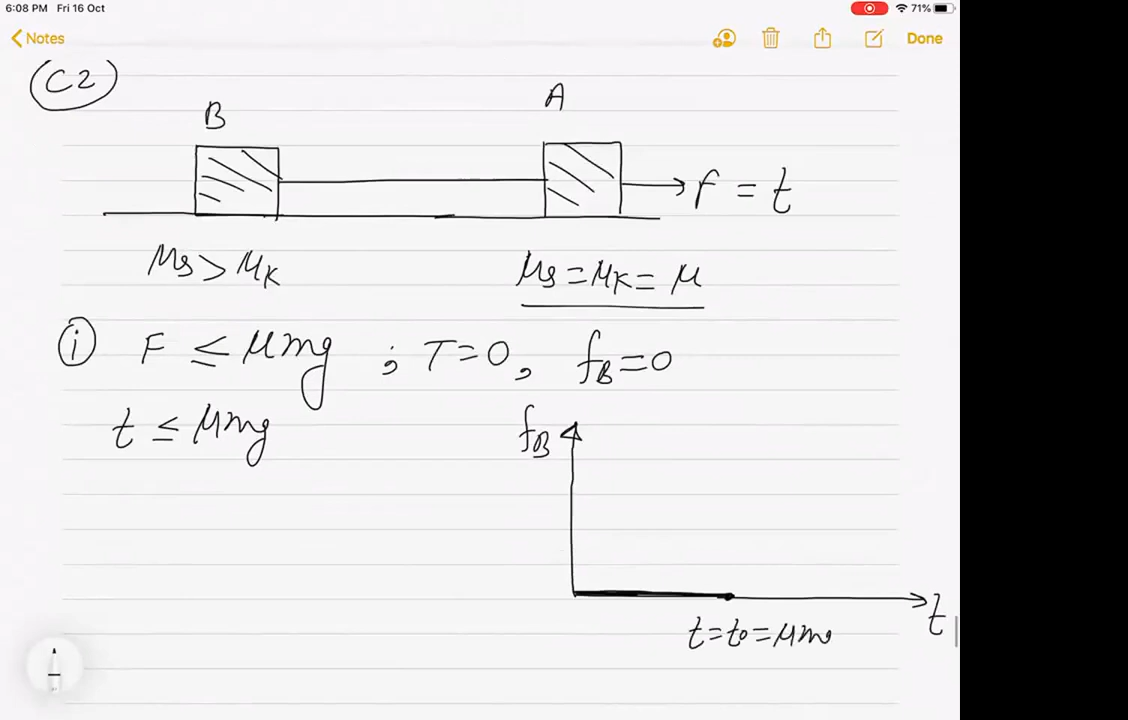 6:08 PM Fri 16 Oct 71%
Notes Done
C2
B A
F = t
μs > μk μs = μk = μ
i F ≤ μmg ; T=0, fB=0
t ≤ μmg
fB
t
t=t0=μm